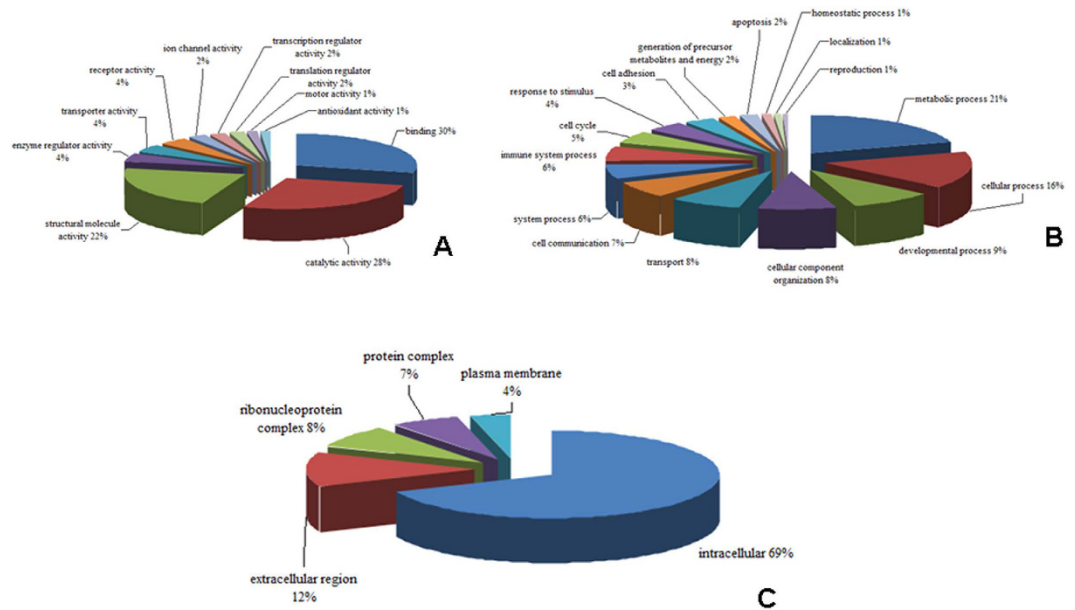 transcription regulator
activity 2%
ion channel activity
2%
translation regulator
activity 2%
receptor activity
4%
motor activity 1%
transporter activity
4%
antioxidant activity 1%
enzyme regulator activity
4%
binding 30%
structural molecule
activity 22%
catalytic activity 28%
A
apoptosis 2%
homeostatic process 1%
generation of precursor
metabolites and energy 2%
localization 1%
cell adhesion
3%
reproduction 1%
response to stimulus
4%
metabolic process 21%
cell cycle
5%
immune system process
6%
cellular process 16%
system process 6%
cell communication 7%
developmental process 9%
transport 8%
cellular component
organization 8%
B
protein complex
7%
plasma membrane
4%
ribonucleoprotein
complex 8%
intracellular 69%
extracellular region
12%
C